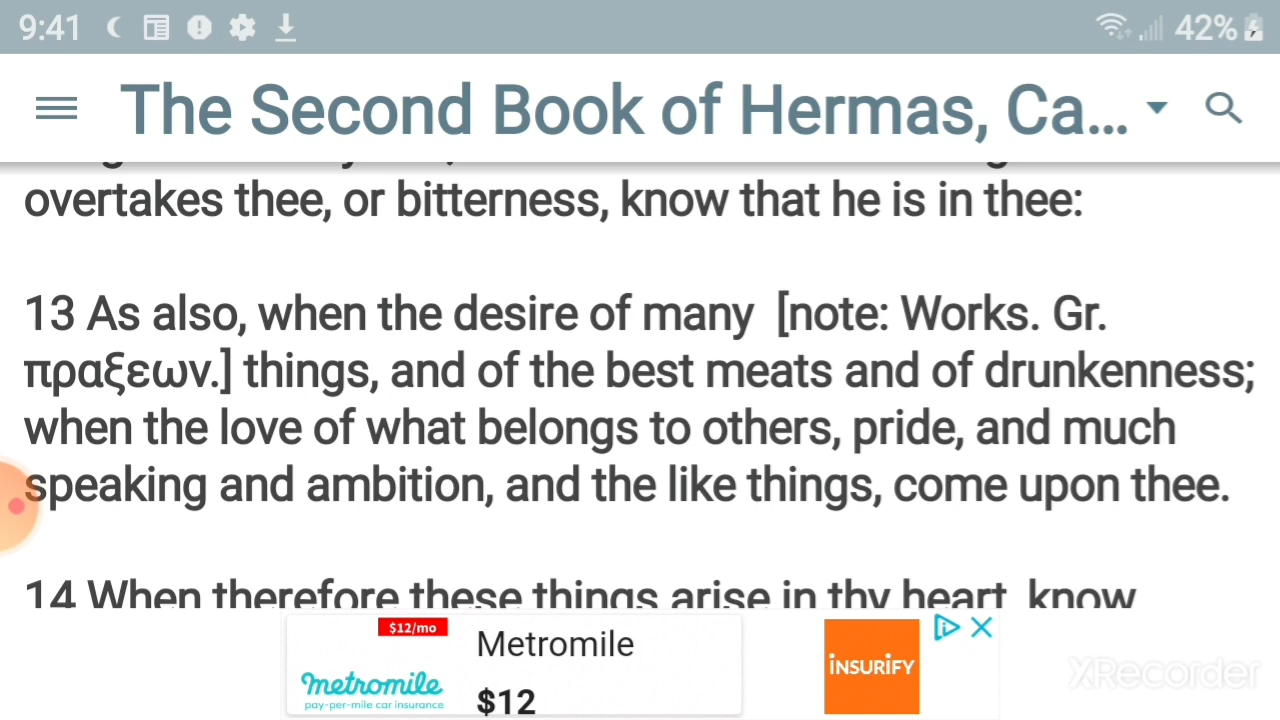 9:41 42%
The Second Book of Hermas, Ca...
overtakes thee, or bitterness, know that he is in thee:
13 As also, when the desire of many [note: Works. Gr.
πραξεων.] things, and of the best meats and of drunkenness;
when the love of what belongs to others, pride, and much
speaking and ambition, and the like things, come upon thee.
14 When therefore these things arise in thy heart, know
$12/mo
metromile
pay-per-mile car insurance
Metromile
$12
INSURIFY
XRecorder